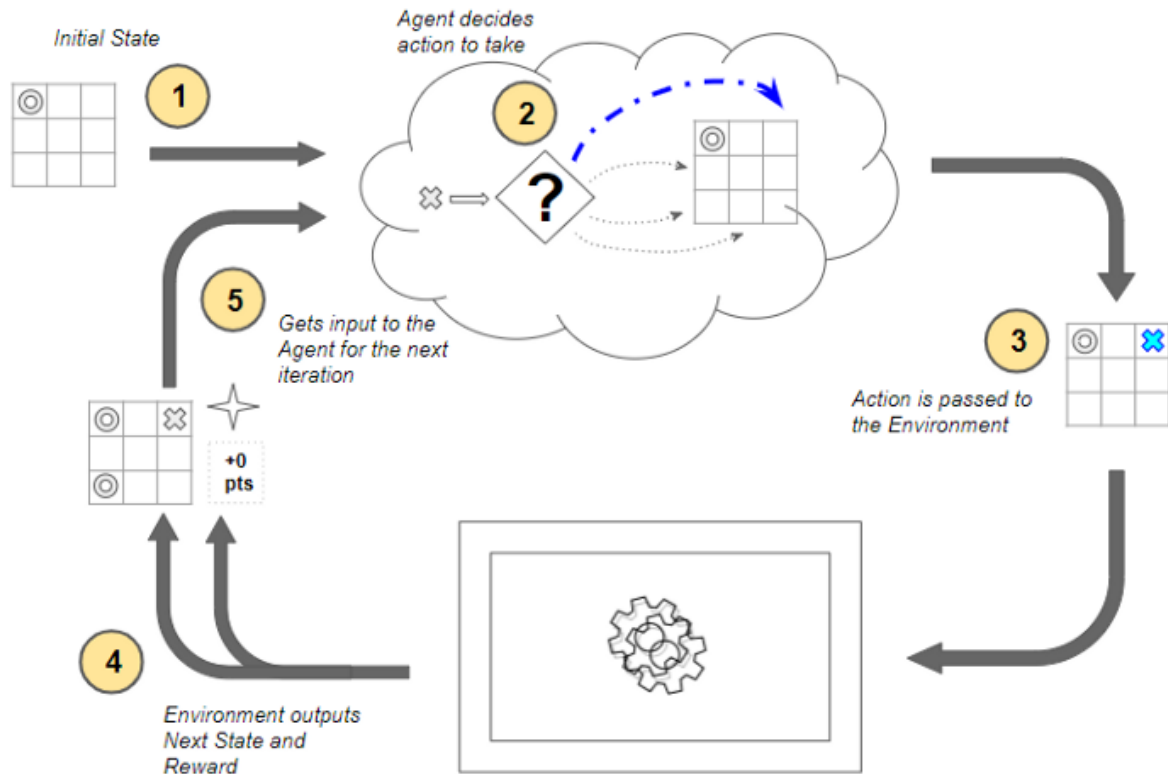 Initial State
1
Agent decides
action to take
2
?
3
Action is passed to
the Environment
5
Gets input to the
Agent for the next
iteration
+0
pts
4
Environment outputs
Next State and
Reward